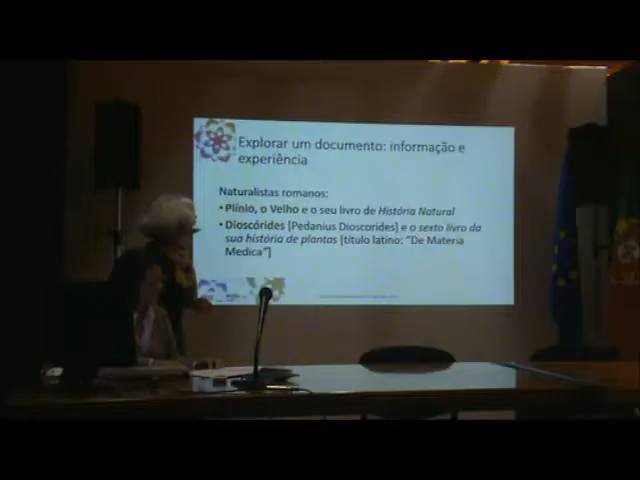 Explorar um documento: informação e
experiência
Naturalistas romanos:
• Plínio, o Velho e o seu livro de História Natural
• Dioscórides [Pedanius Dioscorides] e o sexto livro da
sua história de plantas [título latino: "De Materia
Medica"]